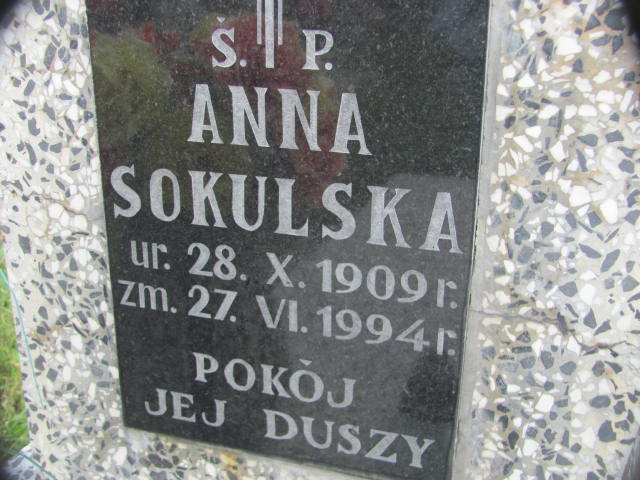 Ś. P.
ANNA
SOKULSKA
ur. 28. X. 1909 r.
zm. 27. VI. 1994 r.
POKÓJ
JEJ DUSZY